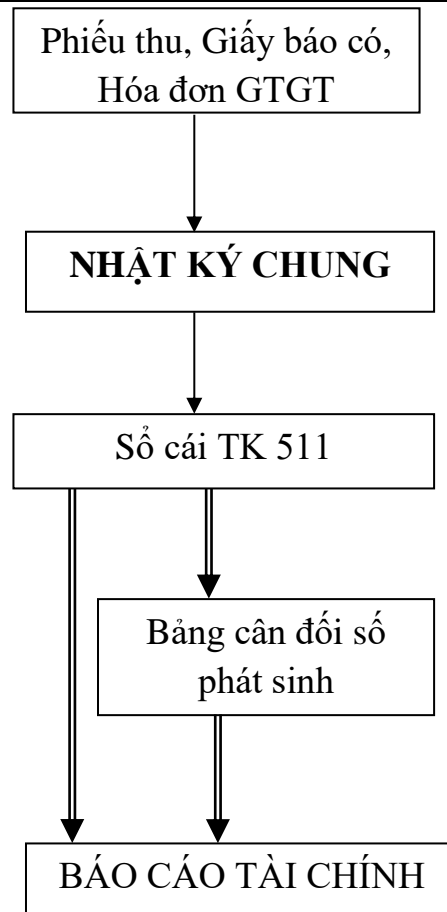 Phiếu thu, Giấy báo có,
Hóa đơn GTGT
NHẬT KÝ CHUNG
Sổ cái TK 511
Bảng cân đối số
phát sinh
BÁO CÁO TÀI CHÍNH